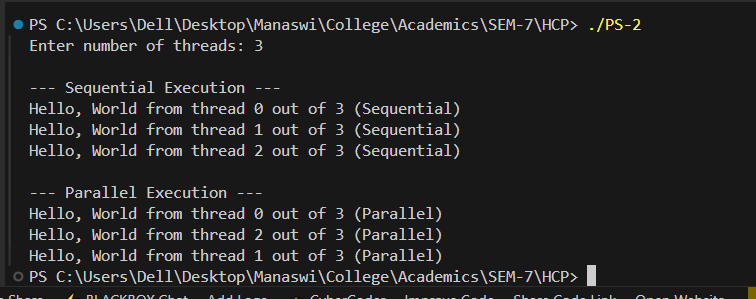 PS C:\Users\Dell\Desktop\Manaswi\College\Academics\SEM-7\HCP> ./PS-2
Enter number of threads: 3
--- Sequential Execution ---
Hello, World from thread 0 out of 3 (Sequential)
Hello, World from thread 1 out of 3 (Sequential)
Hello, World from thread 2 out of 3 (Sequential)
--- Parallel Execution ---
Hello, World from thread 0 out of 3 (Parallel)
Hello, World from thread 2 out of 3 (Parallel)
Hello, World from thread 1 out of 3 (Parallel)
PS C:\Users\Dell\Desktop\Manaswi\College\Academics\SEM-7\HCP>
Share BLACKBOX Chat Add Logs CyberCoder Improve Code Share Code Link Open Website